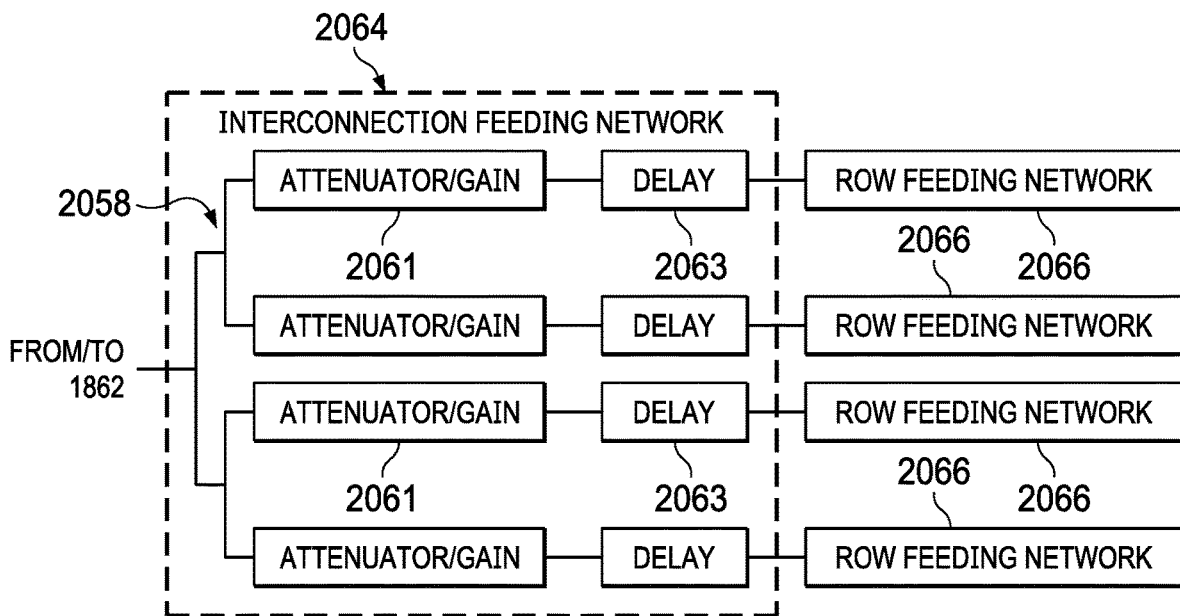 2064
INTERCONNECTION FEEDING NETWORK
2058
ATTENUATOR/GAIN
DELAY
ROW FEEDING NETWORK
2061
2063
2066
2066
ATTENUATOR/GAIN
DELAY
ROW FEEDING NETWORK
FROM/TO
1862
ATTENUATOR/GAIN
DELAY
ROW FEEDING NETWORK
2061
2063
2066
2066
ATTENUATOR/GAIN
DELAY
ROW FEEDING NETWORK